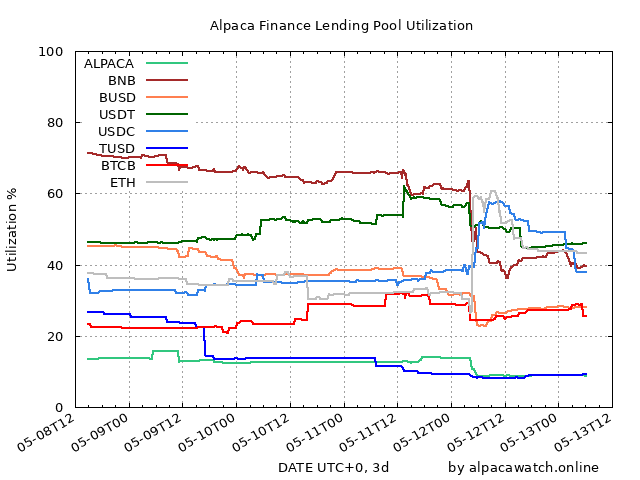 Alpaca Finance Lending Pool Utilization
100
80
60
40
20
0
Utilization %
ALPACA
BNB
BUSD
USDT
USDC
TUSD
BTCB
ETH
05-08T12
05-09T00
05-09T12
05-10T00
05-10T12
05-11T00
05-11T12
05-12T00
05-12T12
05-13T00
05-13T12
DATE UTC+0, 3d
by alpacawatch.online